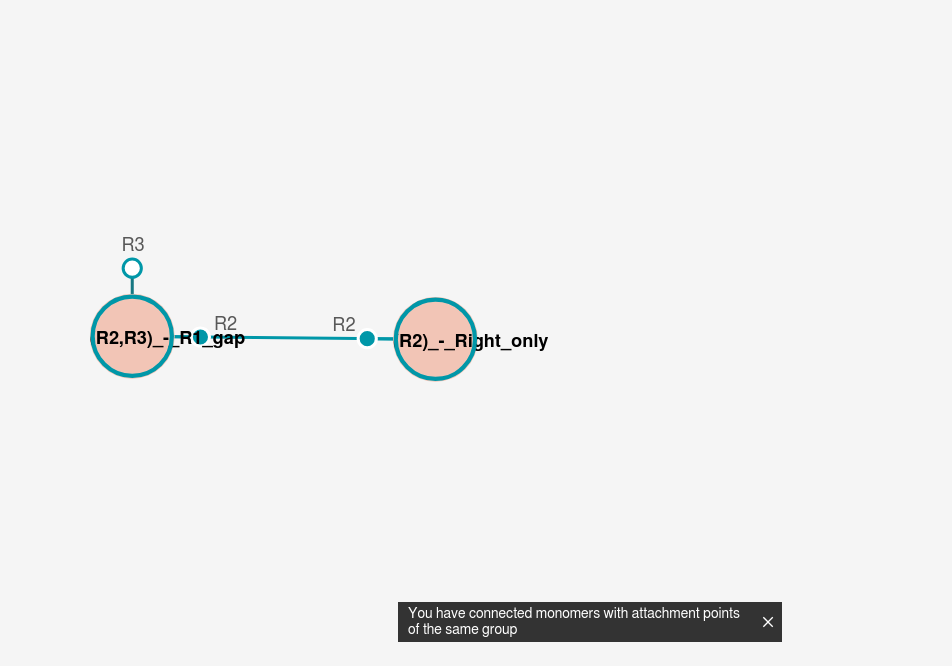 R3
R2
R2
(R2,R3)_-_R1_gap
(R2)_-_Right_only
You have connected monomers with attachment points
of the same group